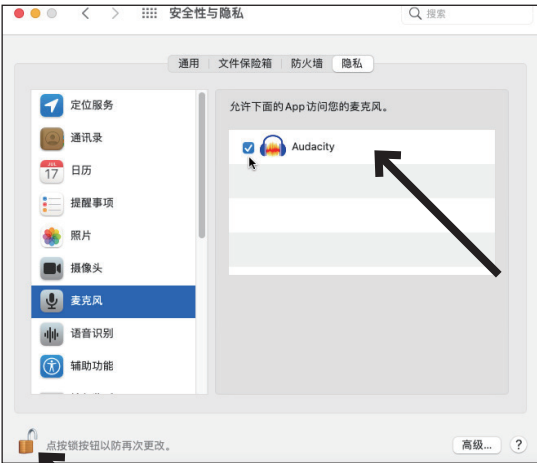 安全性与隐私
搜索
通用 文件保险箱 防火墙 隐私
定位服务
通讯录
JUL
17
日历
提醒事项
照片
摄像头
麦克风
语音识别
辅助功能
允许下面的App访问您的麦克风。
Audacity
点按锁按钮以防再次更改。
高级... ?